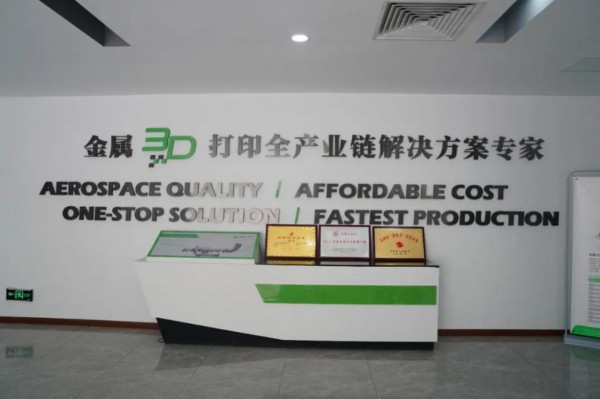 金属3D打印全产业链解决方案专家
AEROSPACE QUALITY / AFFORDABLE COST
ONE-STOP SOLUTION / FASTEST PRODUCTION